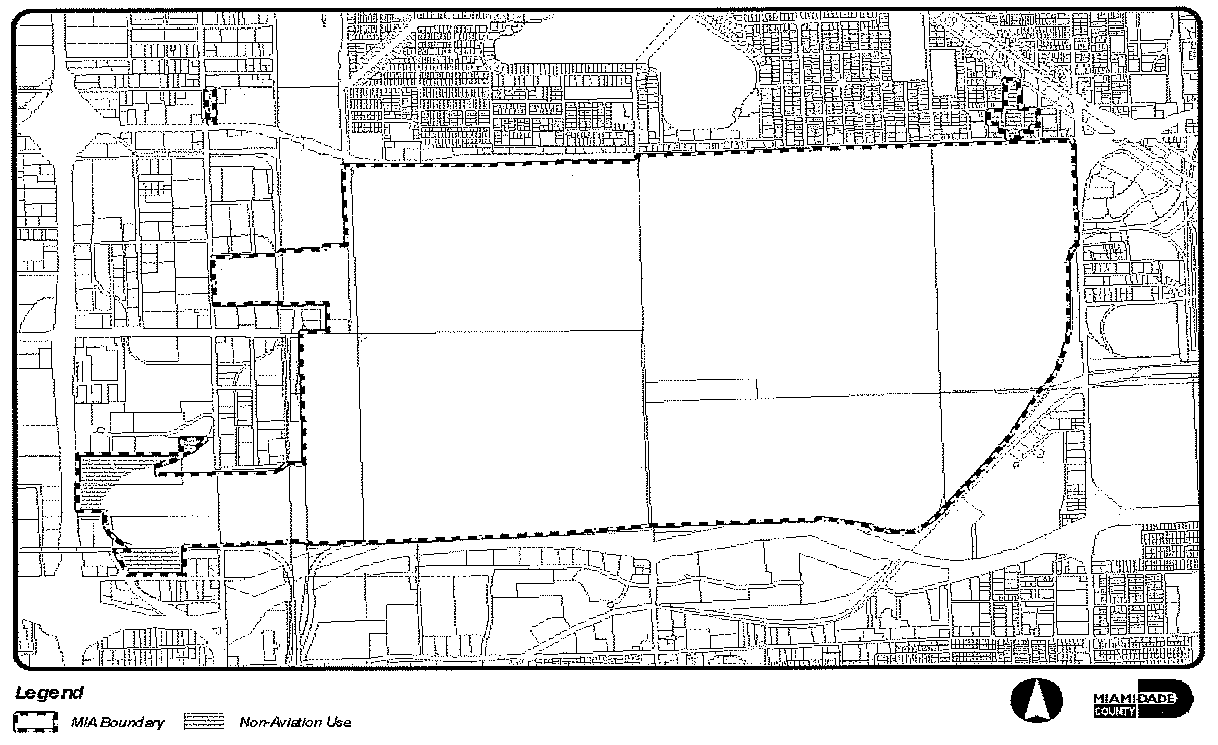 Legend
MIA Boundary
Non-Aviation Use
MIAMI-DADE
COUNTY